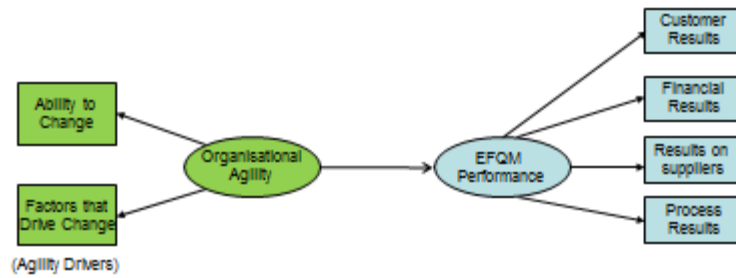 Customer
Results
Ability to
Change
Financial
Results
Organisational
Agility
EFQM
Performance
Results on
suppliers
Factors that
Drive Change
Process
Results
(Agility Drivers)